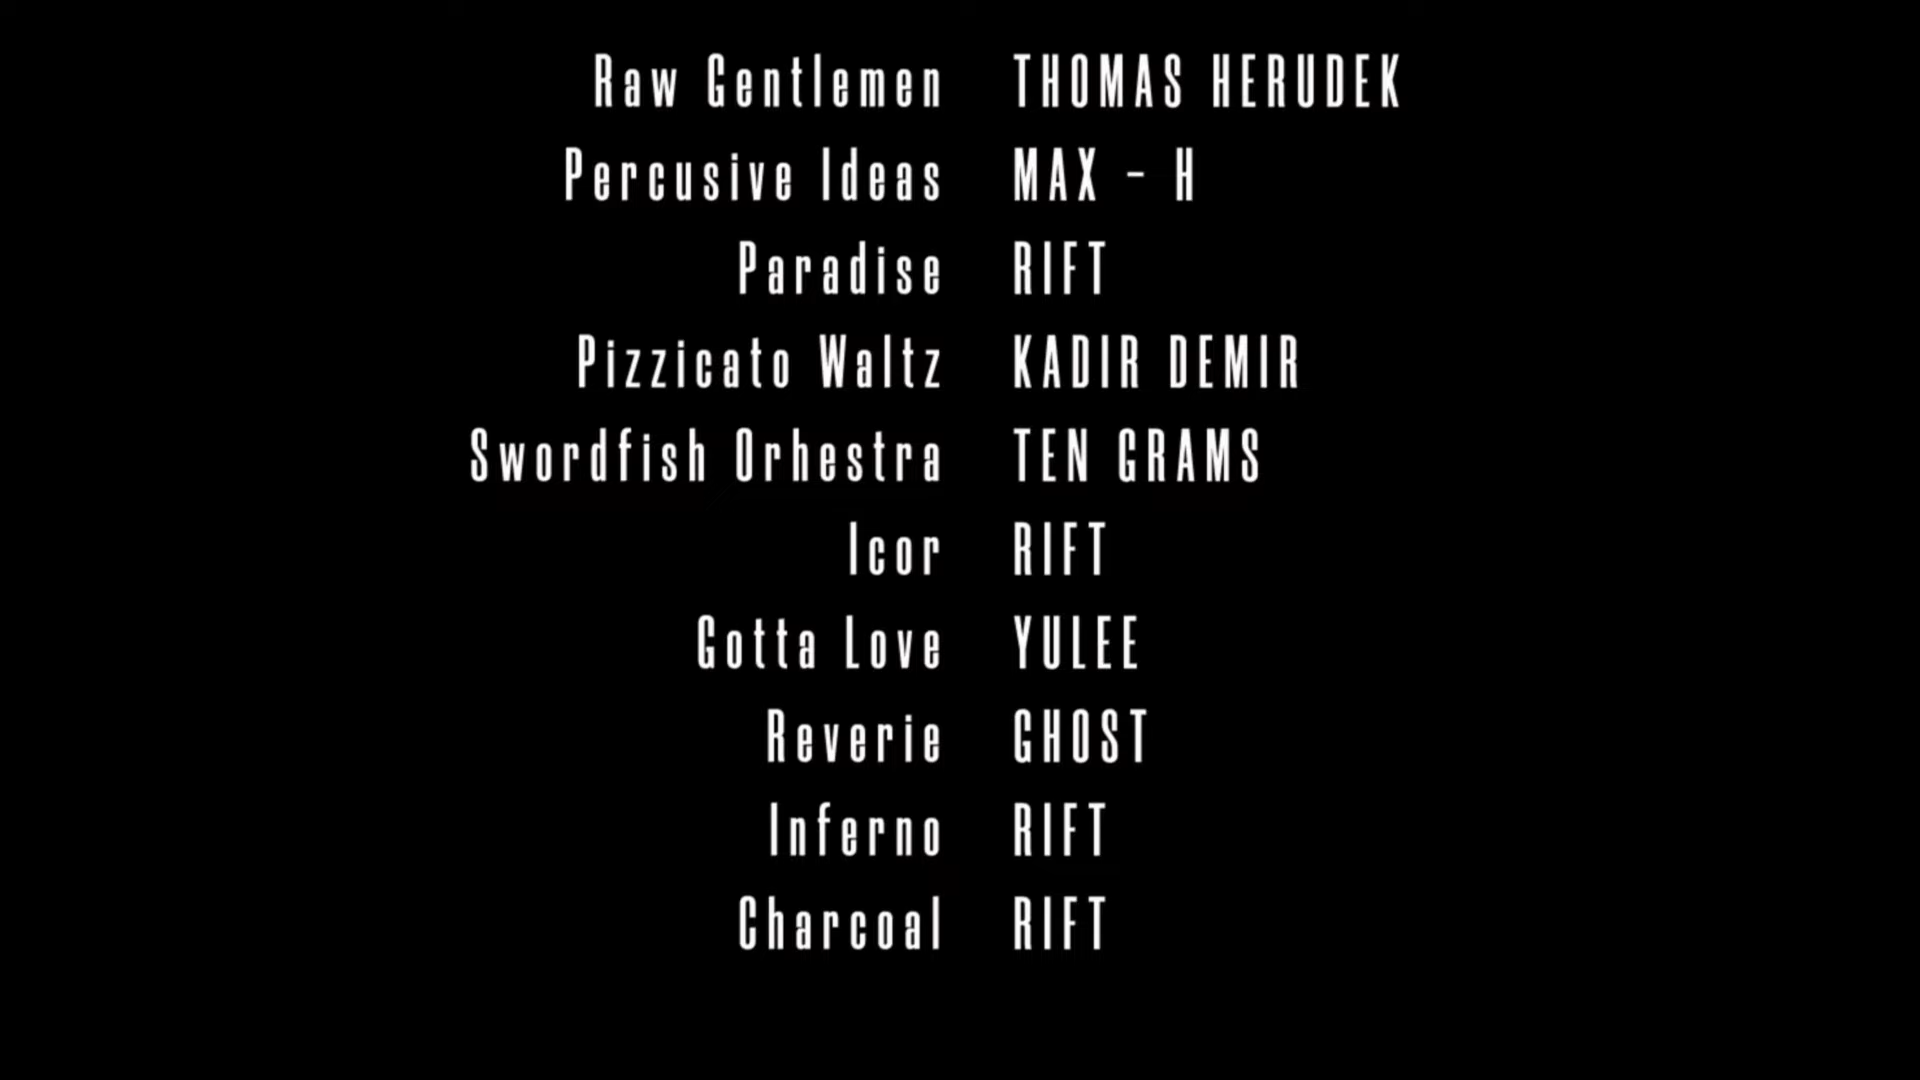 Raw Gentlemen THOMAS HERUDEK
Percusive Ideas MAX - H
Paradise RIFT
Pizzicato Waltz KADIR DEMIR
Swordfish Orhestra TEN GRAMS
Icor RIFT
Gotta Love YULEE
Reverie GHOST
Inferno RIFT
Charcoal RIFT